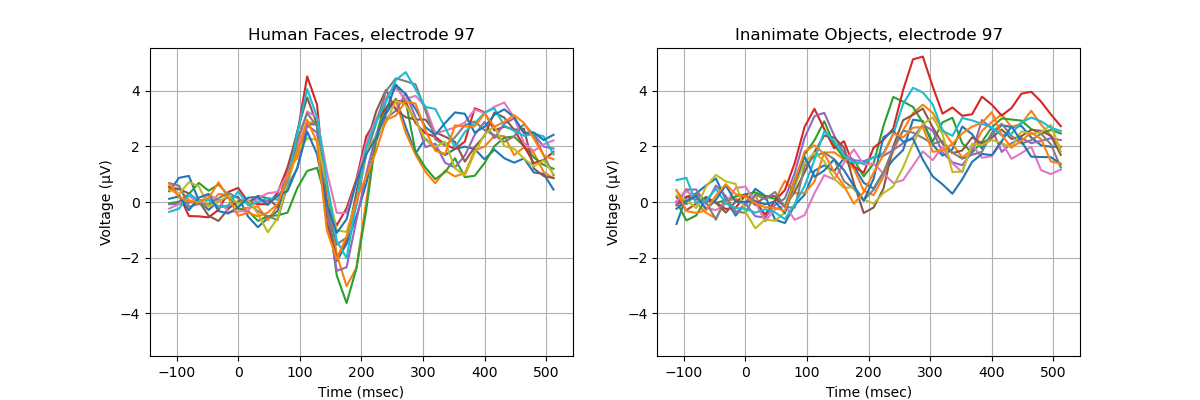 Human Faces, electrode 97
Voltage (μV)
4
2
0
−2
−4
−100 0 100 200 300 400 500
Time (msec)
Inanimate Objects, electrode 97
Voltage (μV)
4
2
0
−2
−4
−100 0 100 200 300 400 500
Time (msec)